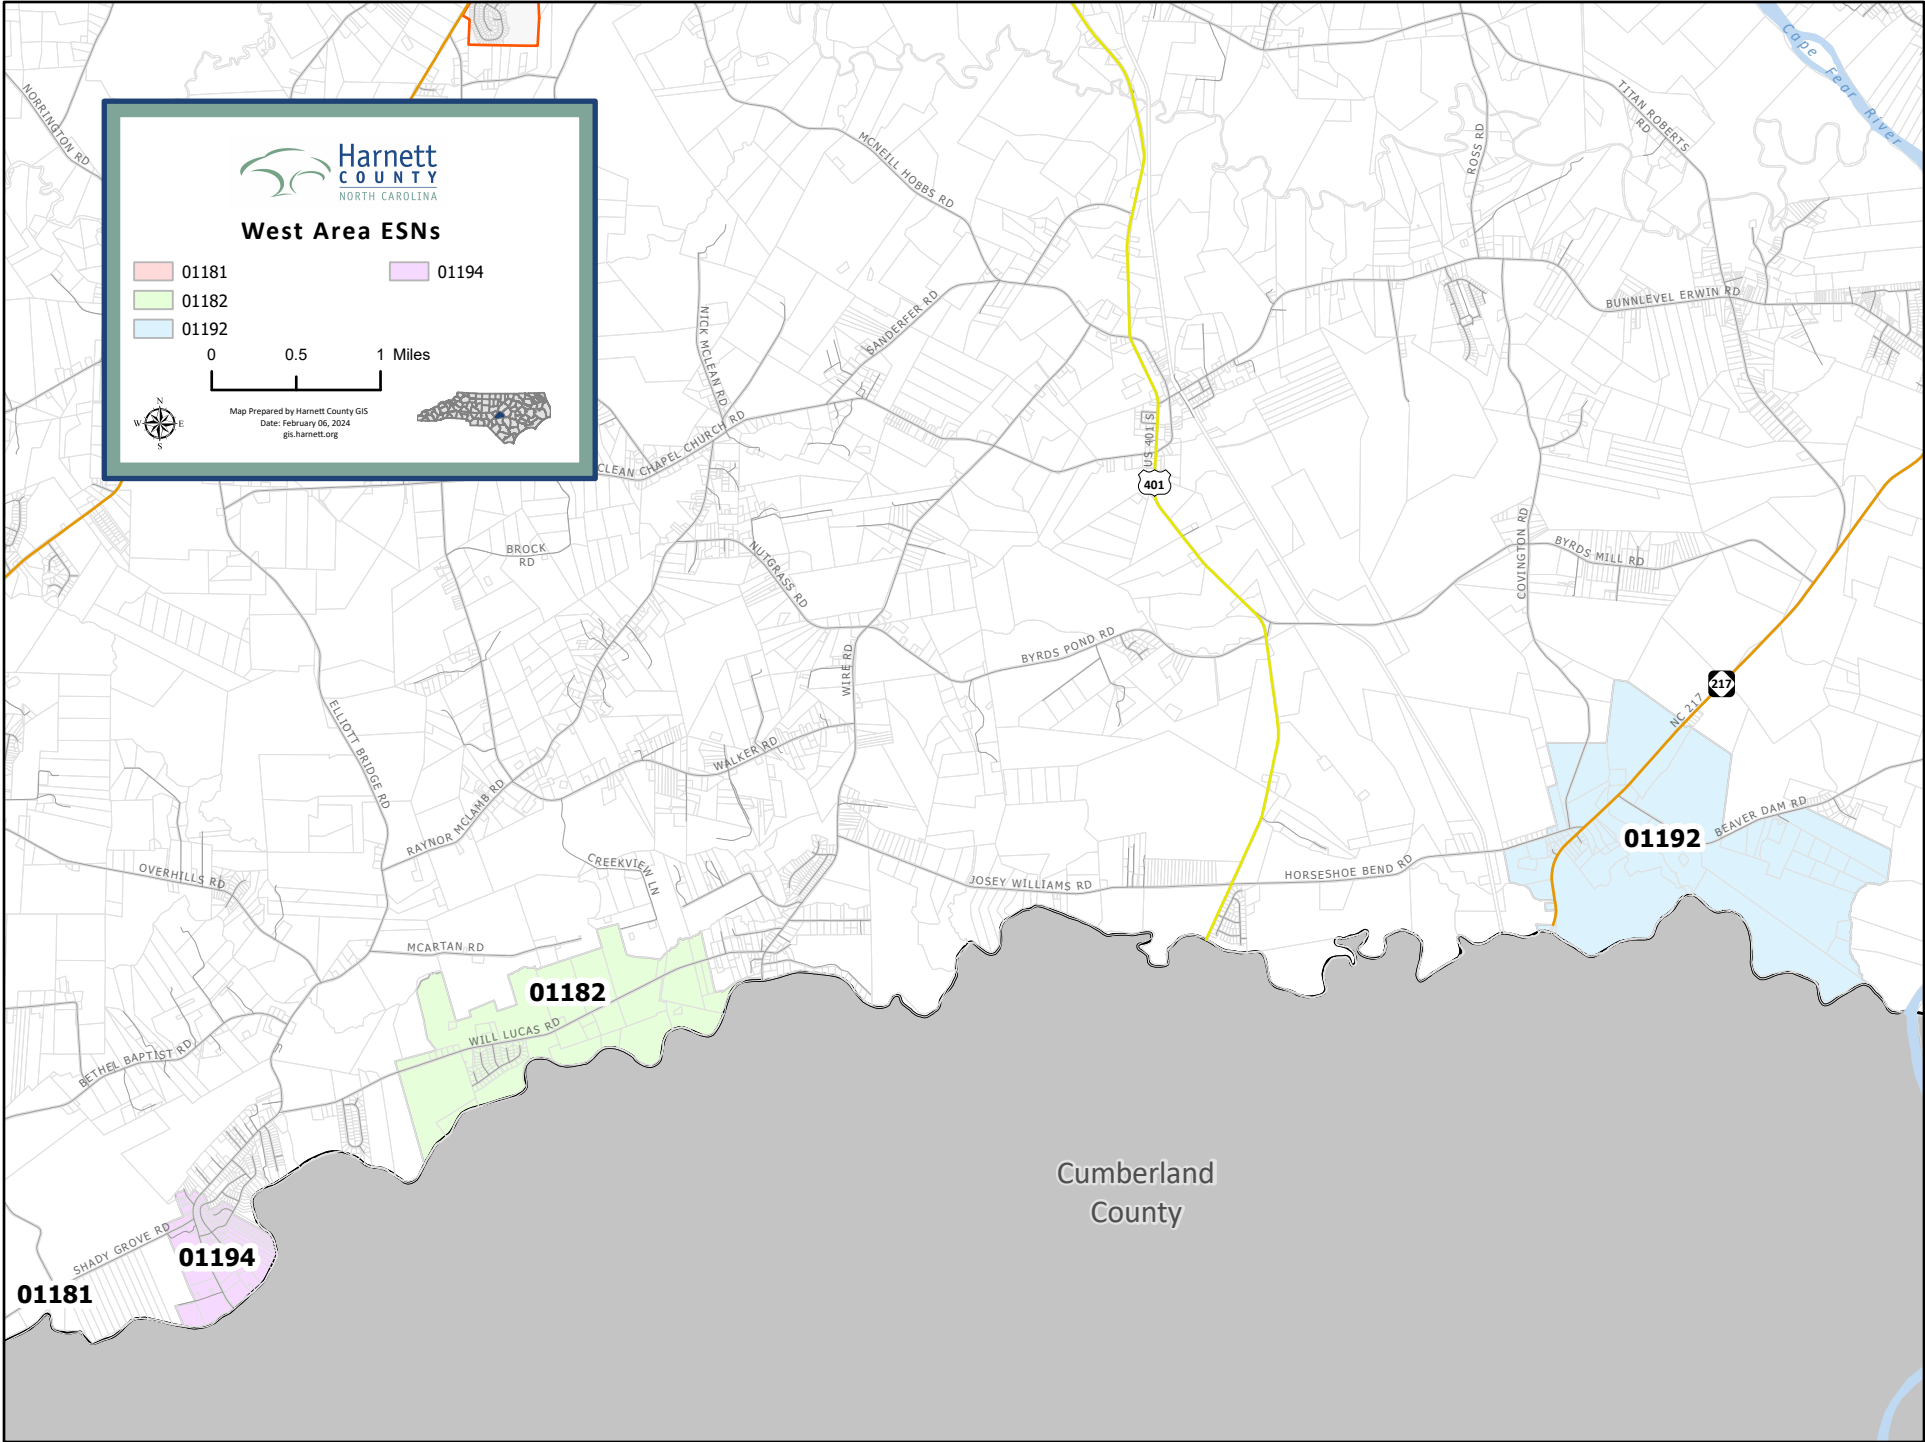 Harnett
COUNTY
NORTH CAROLINA
West Area ESNs
01181
01194
01182
01192
0
0.5
1 Miles
N
W
E
S
Map Prepared by Harnett County GIS
Date: February 06, 2024
gis.harnett.org
NORRINGTON RD
MCNEILL HOBBS RD
ROSS RD
TITAN ROBERTS
RD
Cape Fear River
BUNNLEVEL ERWIN RD
SANDERFER RD
NICK MCLEAN RD
CLEAN CHAPEL CHURCH RD
US 401 S
401
BROCK
RD
NUTGRASS RD
COVINGTON RD
BYRDS MILL RD
BYRDS POND RD
WIRE RD
217
NC 217
ELLIOTT BRIDGE RD
WALKER RD
RAYNOR MCLAMB RD
BEAVER DAM RD
01192
CREEKVIEW LN
OVERHILLS RD
JOSEY WILLIAMS RD
HORSESHOE BEND RD
MCARTAN RD
01182
WILL LUCAS RD
BETHEL BAPTIST RD
Cumberland
County
SHADY GROVE RD
01194
01181